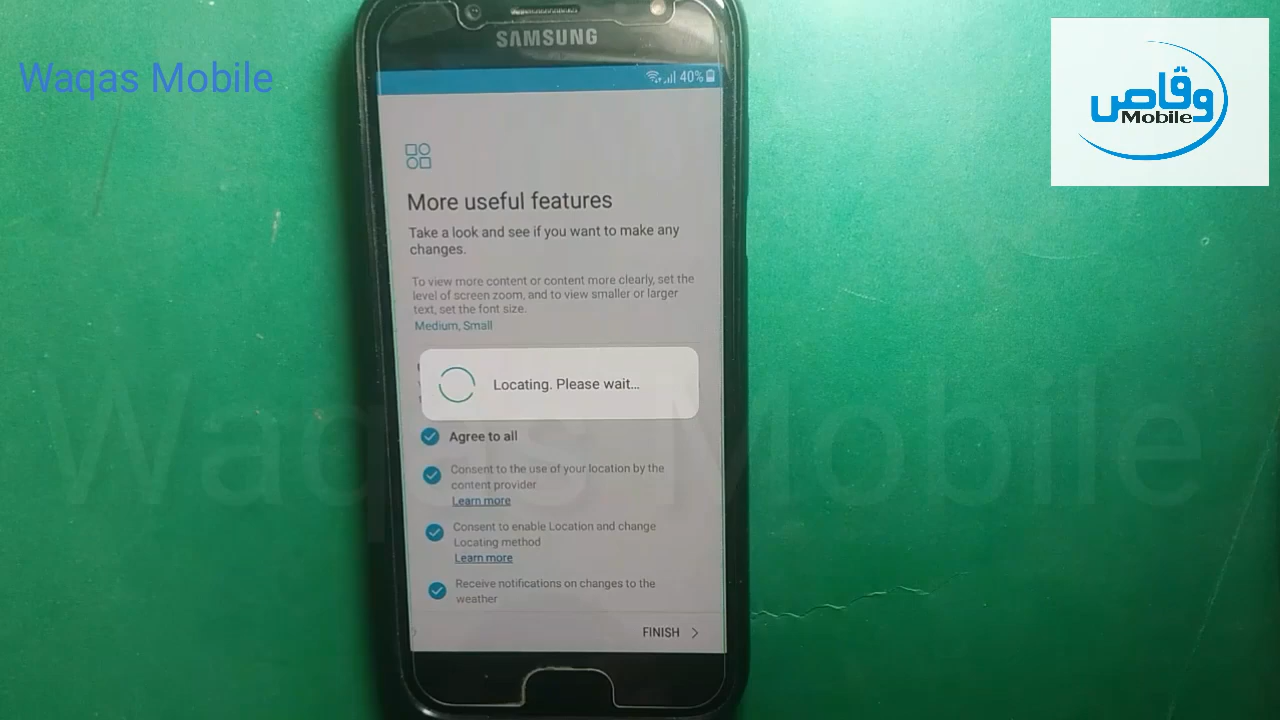 Waqas Mobile
وقاص
Mobile
SAMSUNG
40%
More useful features
Take a look and see if you want to make any
changes.
To view more content or content more clearly, set the
level of screen zoom, and to view smaller or larger
text, set the font size.
Medium, Small
Locating. Please wait...
Agree to all
Consent to the use of your location by the
content provider
Learn more
Consent to enable Location and change
Locating method
Learn more
Receive notifications on changes to the
weather
FINISH
Waqas Mobile